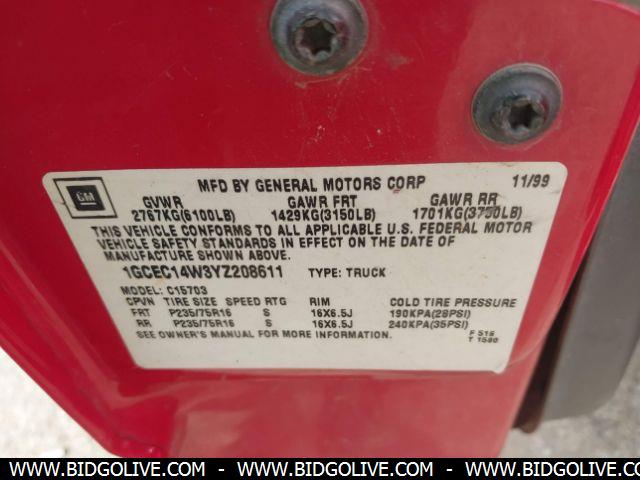 GM
MFD BY GENERAL MOTORS CORP 11/99
GVWR GAWR FRT GAWR RR
2767KG(6100LB) 1429KG(3150LB) 1701KG(3750LB)
THIS VEHICLE CONFORMS TO ALL APPLICABLE U.S. FEDERAL MOTOR
VEHICLE SAFETY STANDARDS IN EFFECT ON THE DATE OF
MANUFACTURE SHOWN ABOVE.
1GCEC14W3YZ208611 TYPE: TRUCK
MODEL: C15703
CPVN TIRE SIZE SPEED RTG RIM COLD TIRE PRESSURE
FRT P235/75R16 S 16X6.5J 190KPA(28PSI)
RR P235/75R16 S 16X6.5J 240KPA(35PSI)
SEE OWNER'S MANUAL FOR MORE INFORMATION. F 516
T 1580
WWW.BIDGOLIVE.COM - WWW.BIDGOLIVE.COM - WWW.BIDGOLIVE.COM